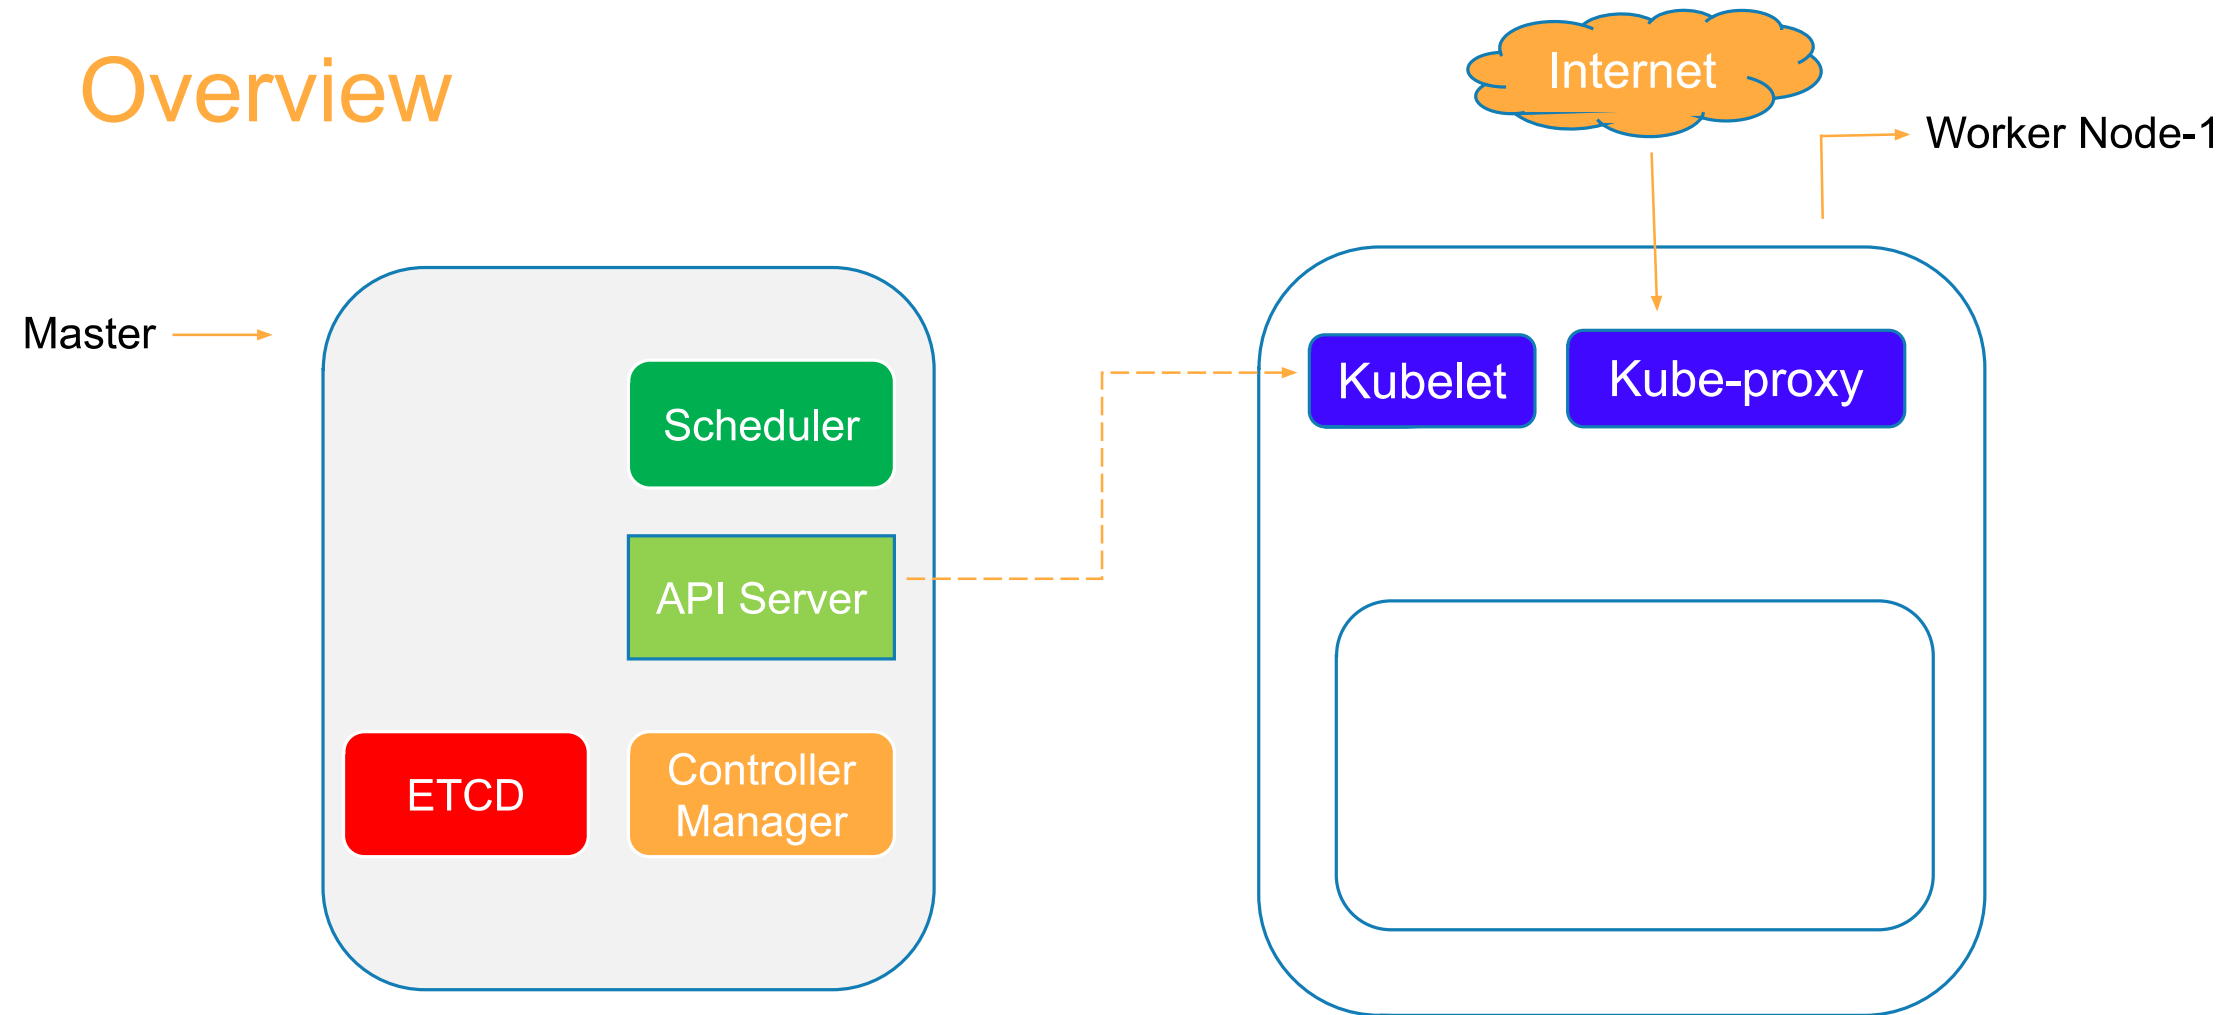 Overview
Internet
Worker Node-1
Master
Kubelet
Kube-proxy
Scheduler
API Server
ETCD
Controller
Manager